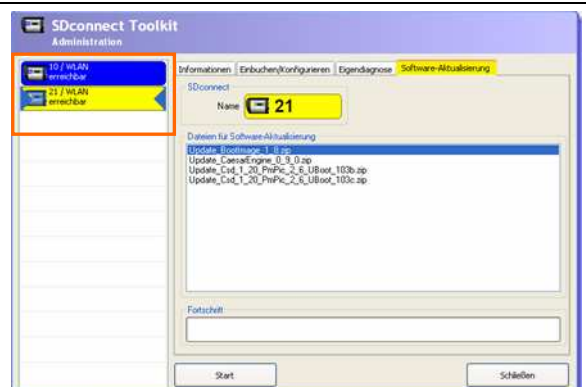 SDconnect Toolkit
Administration
10 / WLAN
erreichbar
21 / WLAN
erreichbar
Informationen
Einbuchen/Konfigurieren
Eigendiagnose
Software-Aktualisierung
SDconnect
Name
21
Dateien für Software-Aktualisierung
Update_BootImage_1_8.zip
Update_CaesarEngine_0_9_0.zip
Update_Csd_1_20_PmPic_2_6_UBoot_103b.zip
Update_Csd_1_20_PmPic_2_6_UBoot_103c.zip
Fortschritt
Start
Schließen